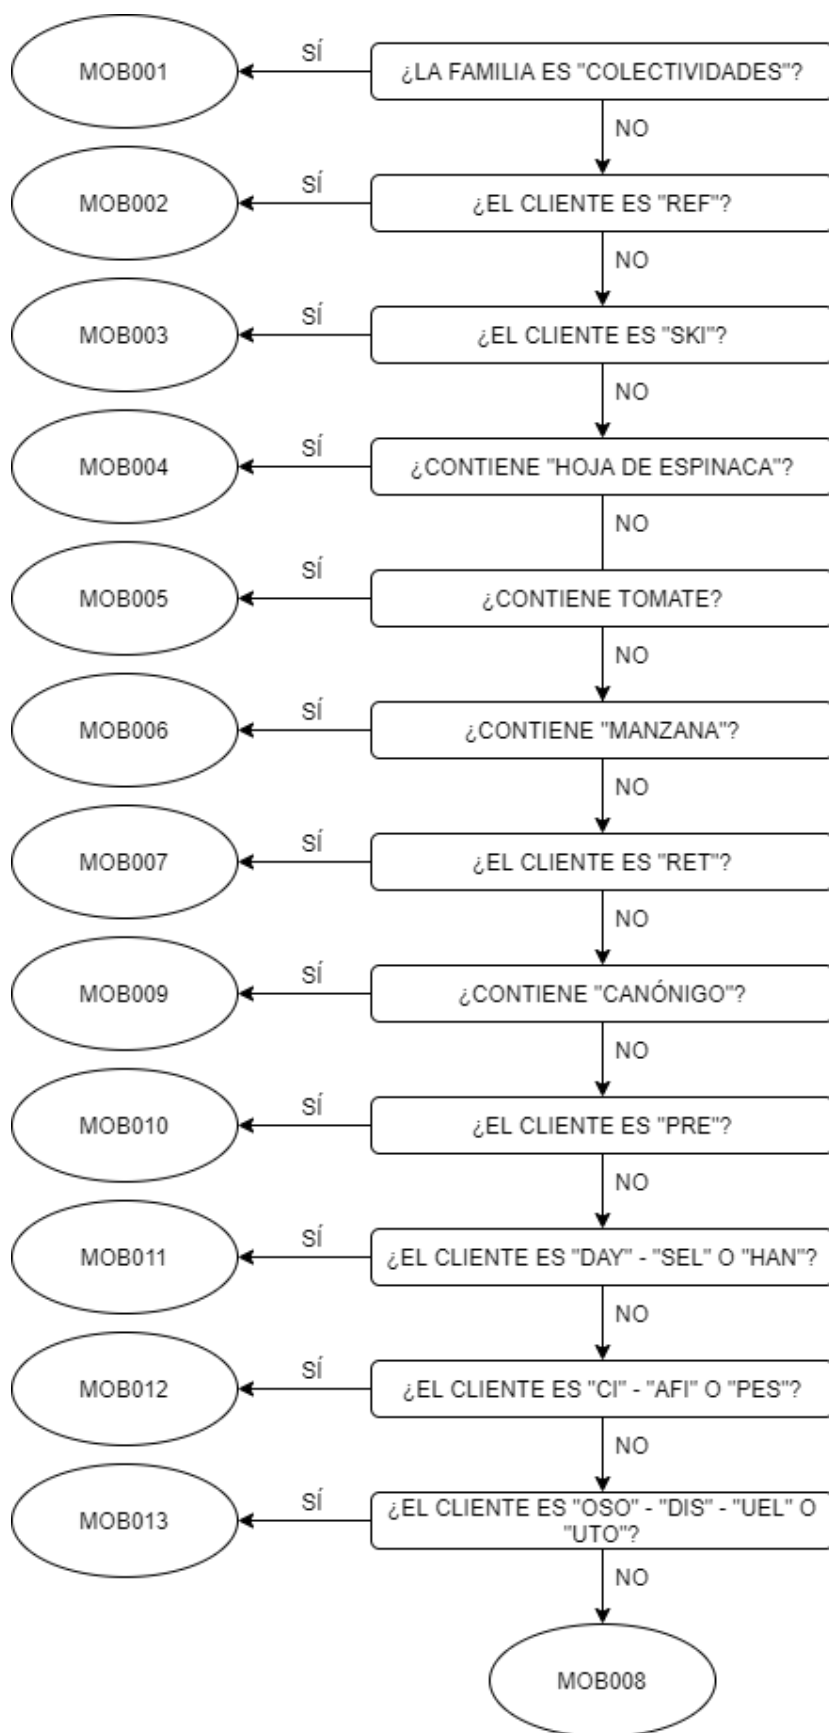 MOB001
SÍ
¿LA FAMILIA ES "COLECTIVIDADES"?
NO
MOB002
SÍ
¿EL CLIENTE ES "REF"?
NO
MOB003
SÍ
¿EL CLIENTE ES "SKI"?
NO
MOB004
SÍ
¿CONTIENE "HOJA DE ESPINACA"?
NO
MOB005
SÍ
¿CONTIENE TOMATE?
NO
MOB006
SÍ
¿CONTIENE "MANZANA"?
NO
MOB007
SÍ
¿EL CLIENTE ES "RET"?
NO
MOB009
SÍ
¿CONTIENE "CANÓNIGO"?
NO
MOB010
SÍ
¿EL CLIENTE ES "PRE"?
NO
MOB011
SÍ
¿EL CLIENTE ES "DAY" - "SEL" O "HAN"?
NO
MOB012
SÍ
¿EL CLIENTE ES "CI" - "AFI" O "PES"?
NO
MOB013
SÍ
¿EL CLIENTE ES "OSO" - "DIS" - "UEL" O
"UTO"?
NO
MOB008